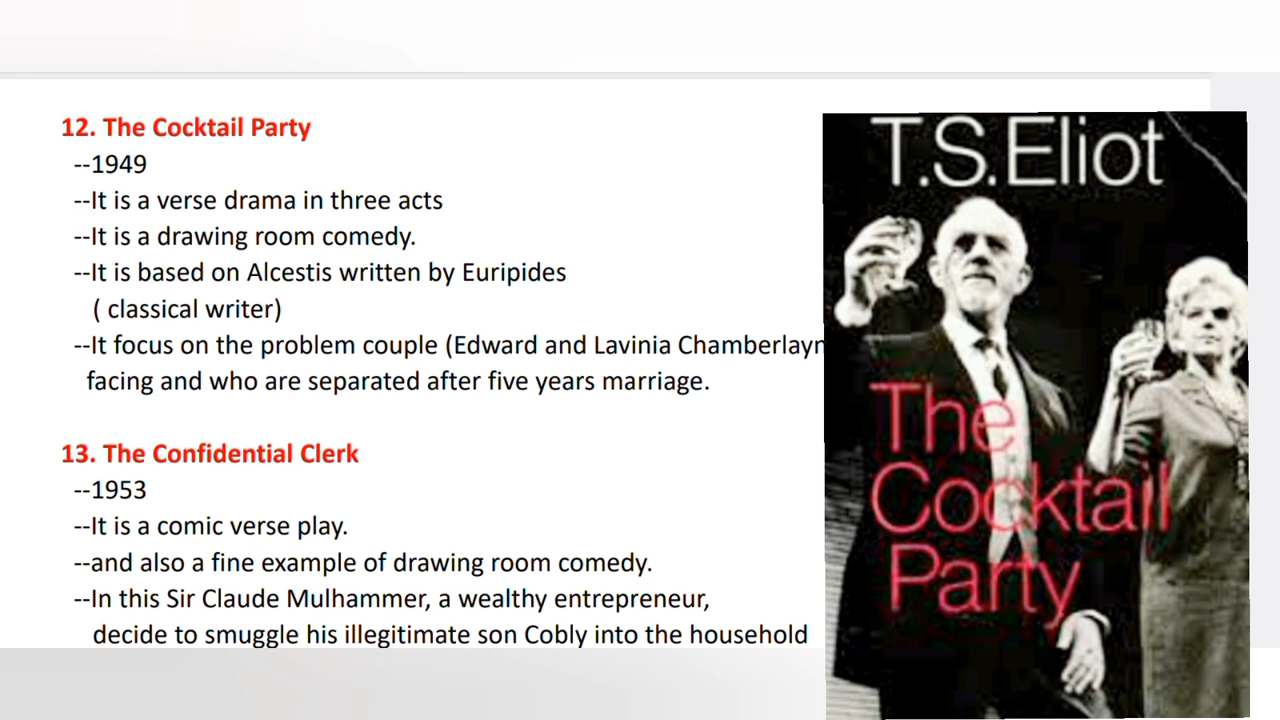 12. The Cocktail Party
--1949
--It is a verse drama in three acts
--It is a drawing room comedy.
--It is based on Alcestis written by Euripides
( classical writer)
--It focus on the problem couple (Edward and Lavinia Chamberlayn
facing and who are separated after five years marriage.
13. The Confidential Clerk
--1953
--It is a comic verse play.
--and also a fine example of drawing room comedy.
--In this Sir Claude Mulhammer, a wealthy entrepreneur,
decide to smuggle his illegitimate son Cobly into the household
T.S.Eliot
The
Cocktail
Party